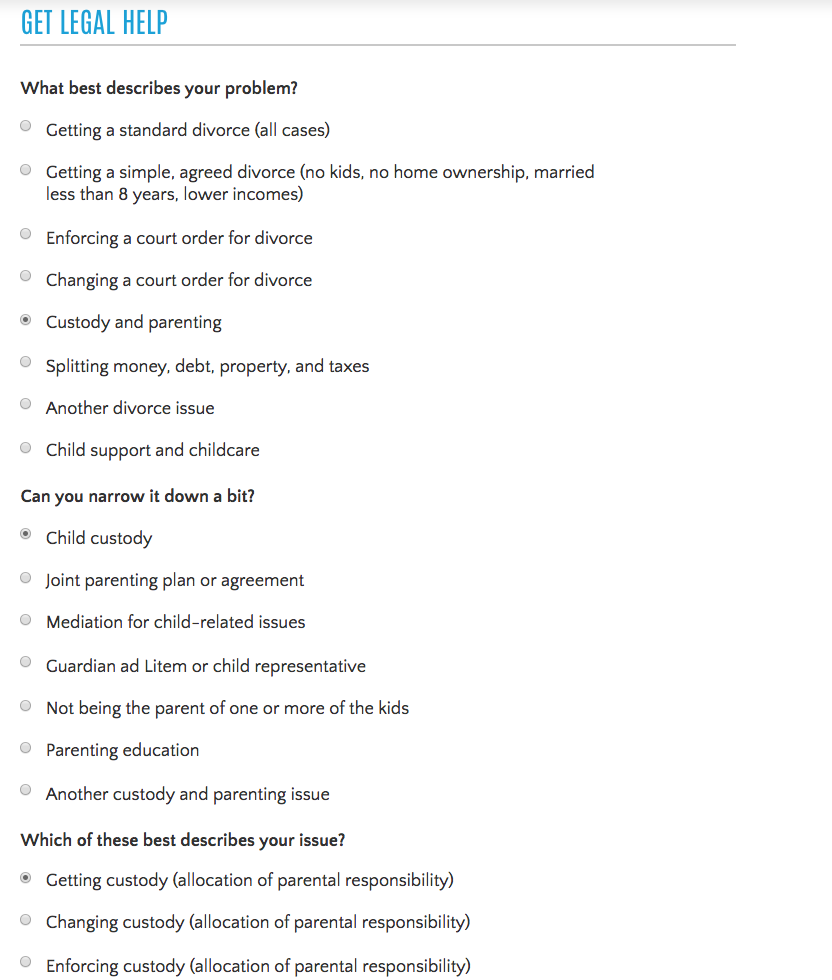 GET LEGAL HELP
What best describes your problem?
Getting a standard divorce (all cases)
Getting a simple, agreed divorce (no kids, no home ownership, married
less than 8 years, lower incomes)
Enforcing a court order for divorce
Changing a court order for divorce
Custody and parenting
Splitting money, debt, property, and taxes
Another divorce issue
Child support and childcare
Can you narrow it down a bit?
Child custody
Joint parenting plan or agreement
Mediation for child-related issues
Guardian ad Litem or child representative
Not being the parent of one or more of the kids
Parenting education
Another custody and parenting issue
Which of these best describes your issue?
Getting custody (allocation of parental responsibility)
Changing custody (allocation of parental responsibility)
Enforcing custody (allocation of parental responsibility)